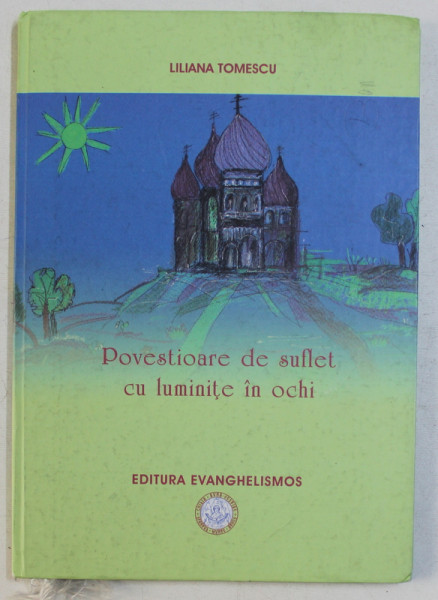 LILIANA TOMESCU
Povestioare de suflet
cu luminițe în ochi
EDITURA EVANGHELISMOS